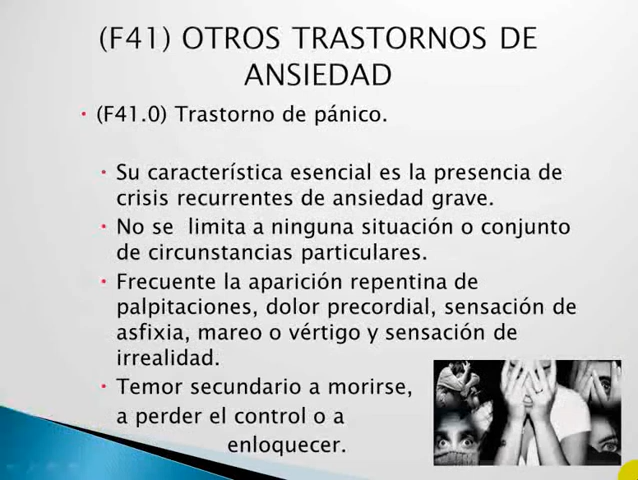 (F41) OTROS TRASTORNOS DE
ANSIEDAD
• (F41.0) Trastorno de pánico.
• Su característica esencial es la presencia de
crisis recurrentes de ansiedad grave.
• No se limita a ninguna situación o conjunto
de circunstancias particulares.
• Frecuente la aparición repentina de
palpitaciones, dolor precordial, sensación de
asfixia, mareo o vértigo y sensación de
irrealidad.
• Temor secundario a morirse,
a perder el control o a
enloquecer.